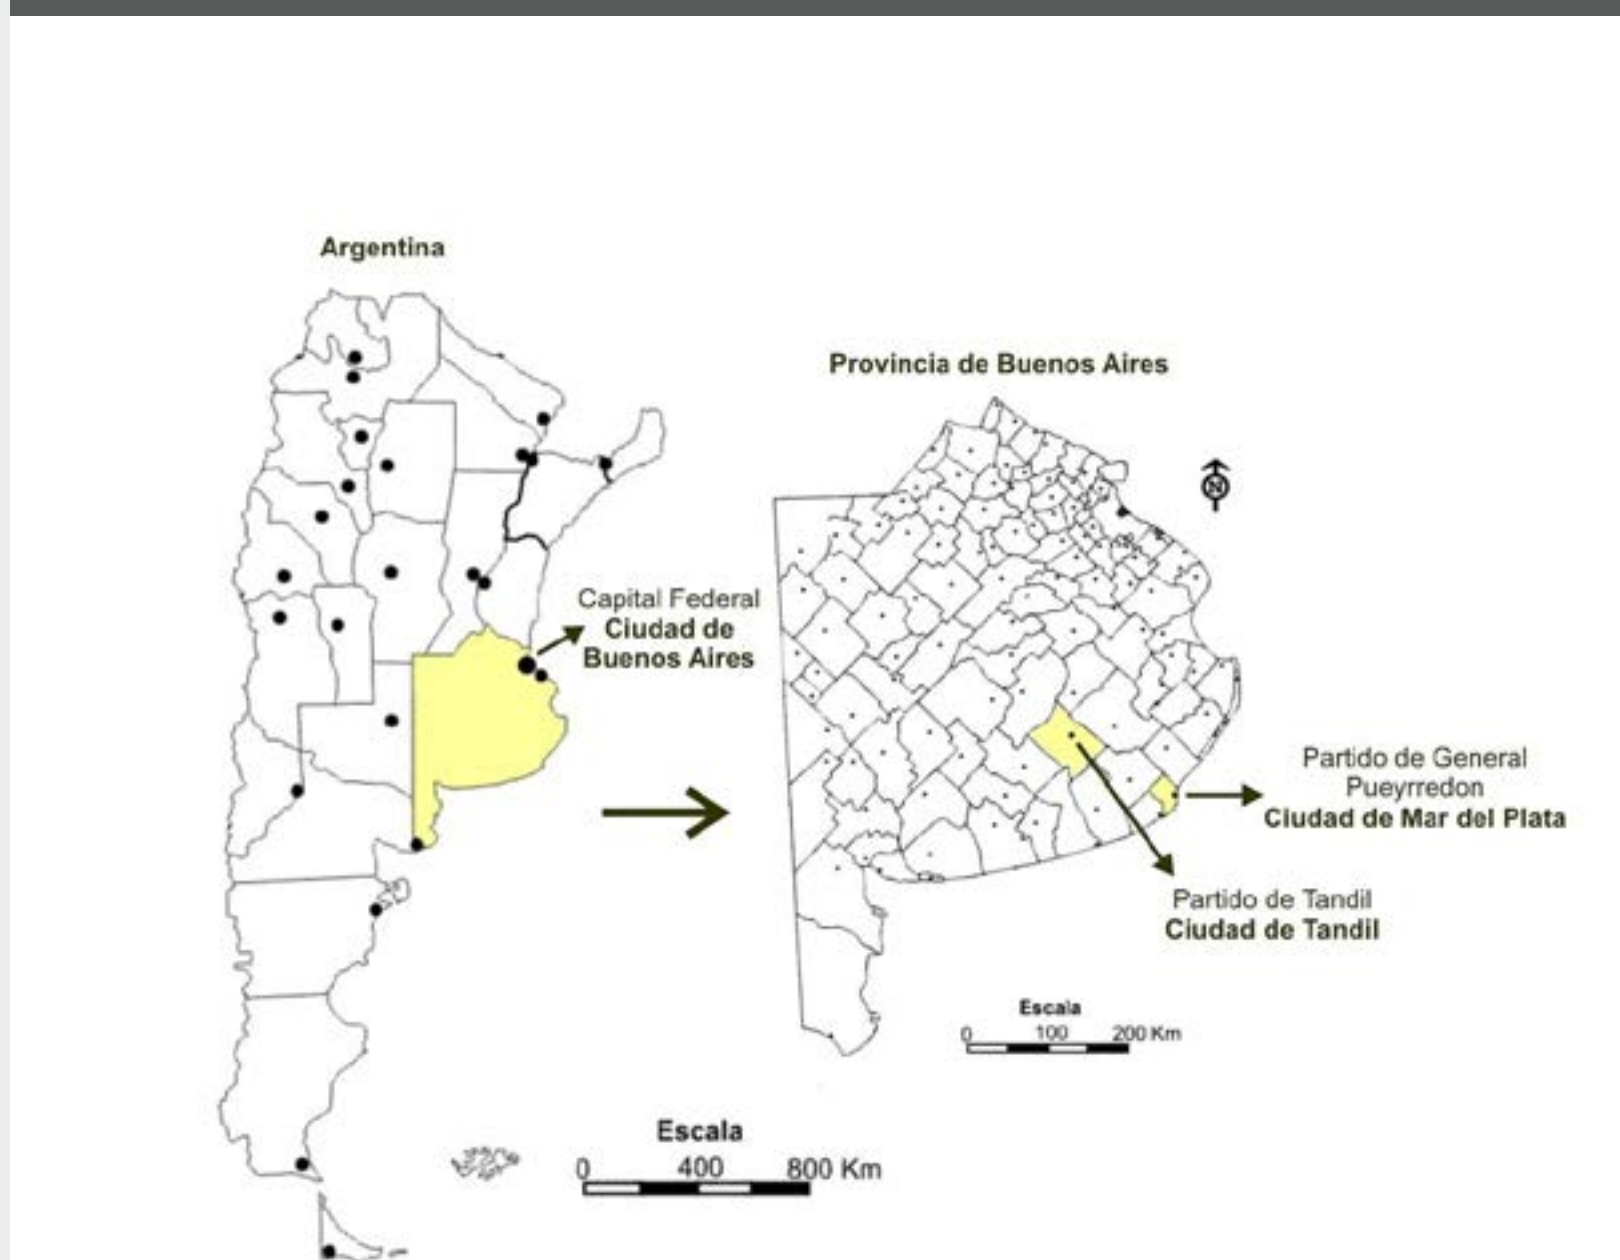 Argentina
Provincia de Buenos Aires
N
Capital Federal
Ciudad de
Buenos Aires
Partido de General
Pueyrredon
Ciudad de Mar del Plata
Partido de Tandil
Ciudad de Tandil
Escala
0 100 200 Km
Escala
0 400 800 Km